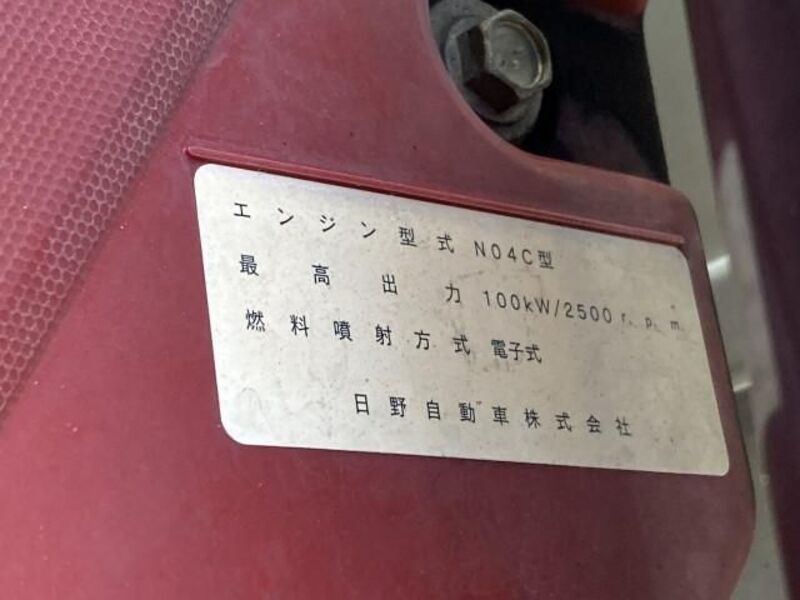 エンジン型式 N04C型
最高出力 100kW/2500 r.p.m.
燃料噴射方式 電子式
日野自動車株式会社